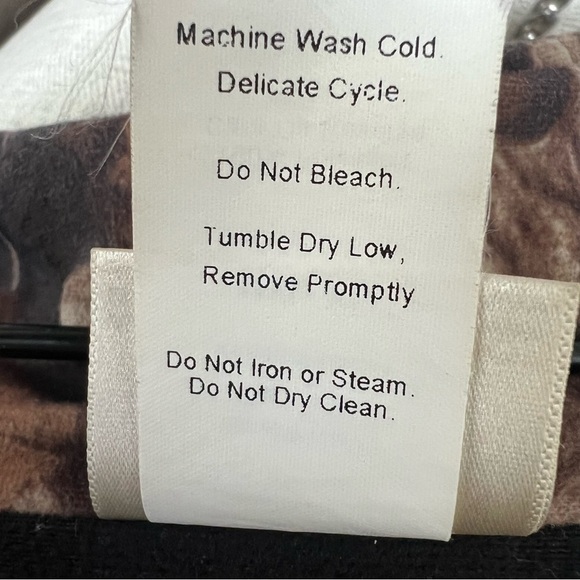 Machine Wash Cold.
Delicate Cycle.
Do Not Bleach.
Tumble Dry Low,
Remove Promptly
Do Not Iron or Steam.
Do Not Dry Clean.